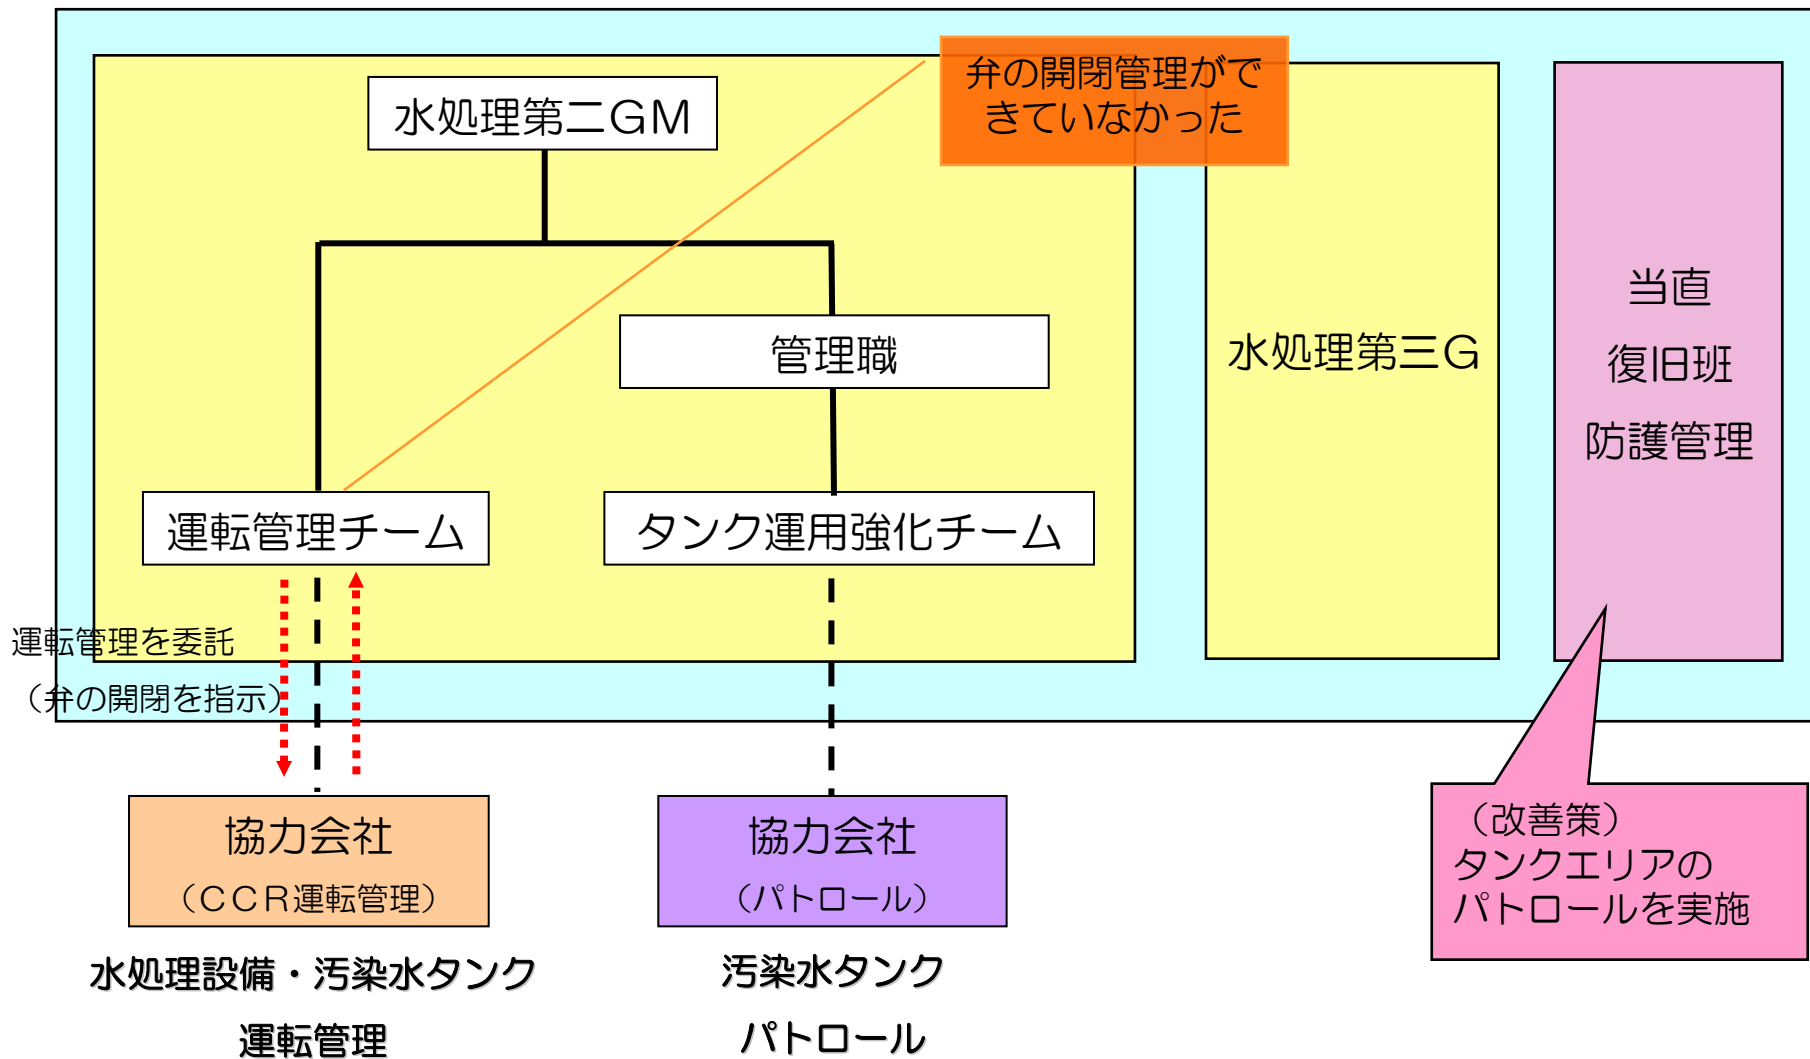 弁の開閉管理がで
きていなかった
水処理第二GM
管理職
水処理第三G
当直
復旧班
防護管理
運転管理チーム
タンク運用強化チーム
運転管理を委託
（弁の開閉を指示）
協力会社
（CCR運転管理）
協力会社
（パトロール）
（改善策）
タンクエリアの
パトロールを実施
水処理設備・汚染水タンク
運転管理
汚染水タンク
パトロール